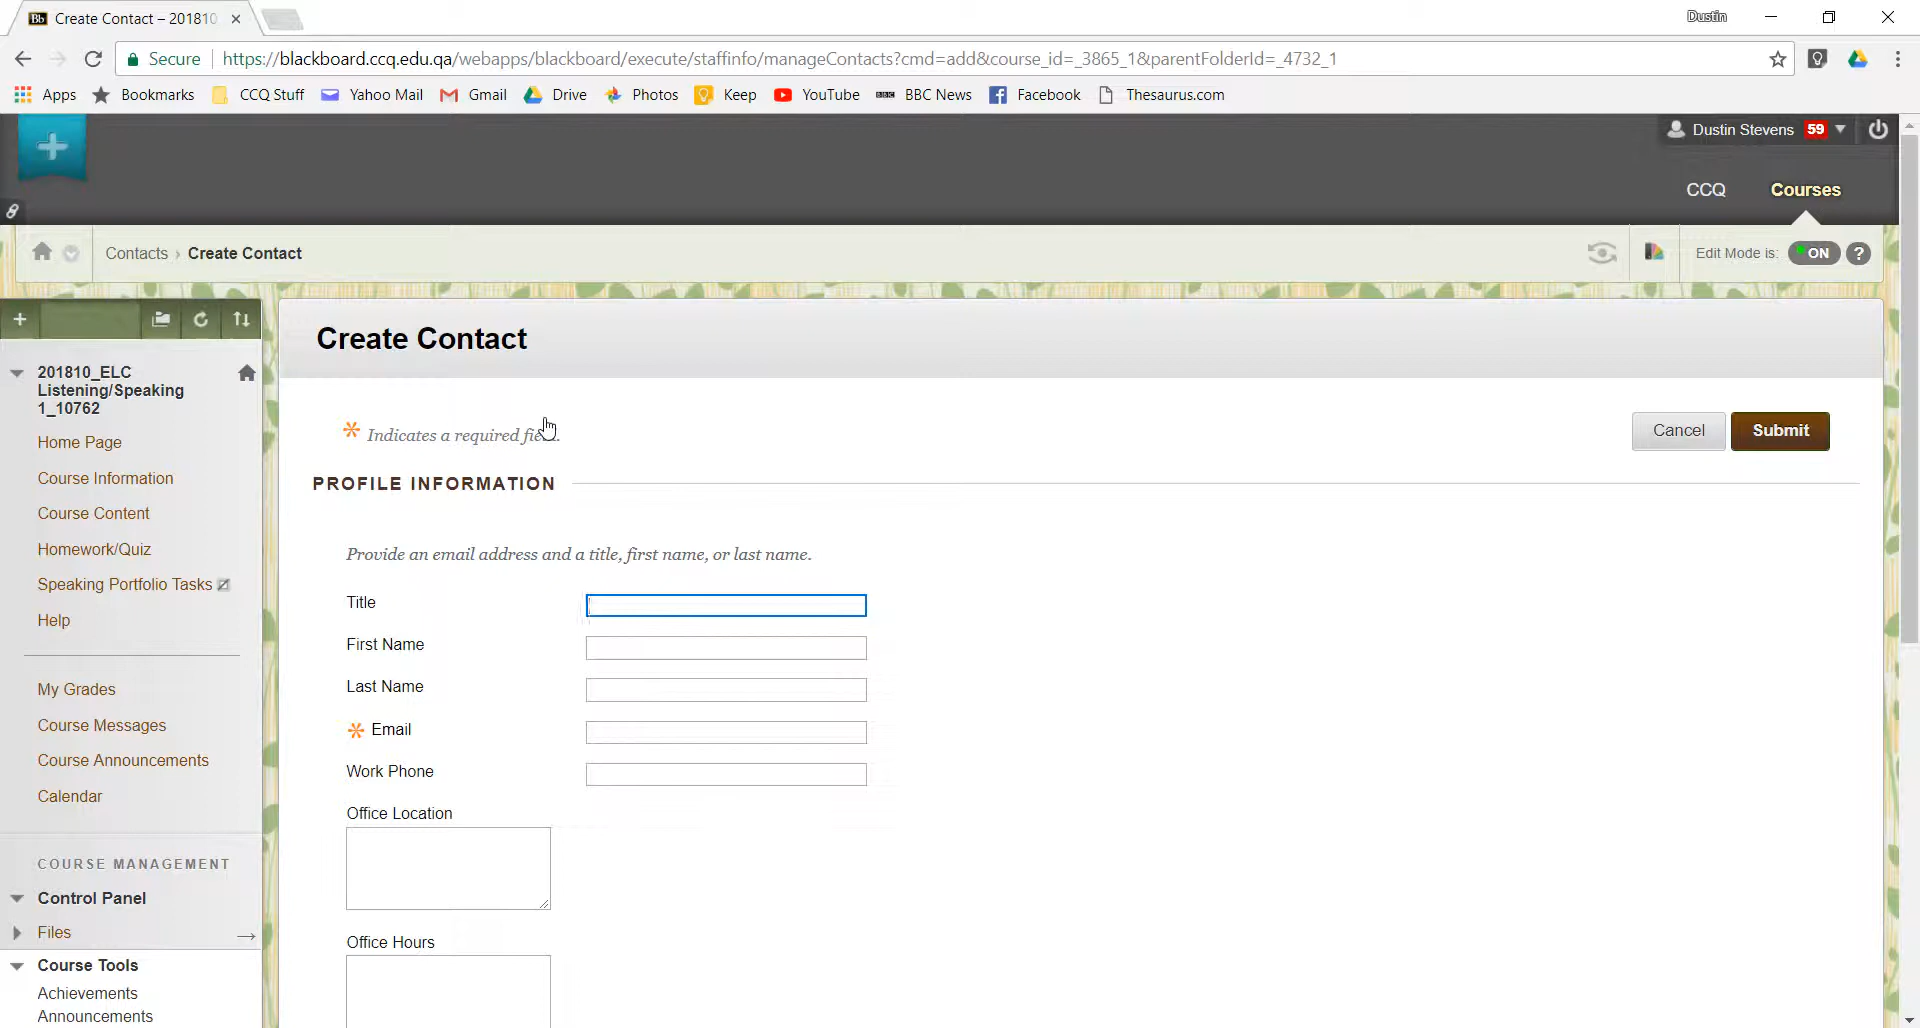 Bb Create Contact – 201810
Dustin
Secure https://blackboard.ccq.edu.qa/webapps/blackboard/execute/staffinfo/manageContacts?cmd=add&course_id=_3865_1&parentFolderId=_4732_1
Apps Bookmarks CCQ Stuff Yahoo Mail Gmail Drive Photos Keep YouTube BBC BBC News Facebook Thesaurus.com
Dustin Stevens 59
CCQ Courses
Contacts › Create Contact
Edit Mode is: ON ?
Create Contact
201810_ELC
Listening/Speaking
1_10762
Home Page
Course Information
Course Content
Homework/Quiz
Speaking Portfolio Tasks
Help
My Grades
Course Messages
Course Announcements
Calendar
COURSE MANAGEMENT
Control Panel
Files
Course Tools
Achievements
Announcements
Indicates a required
Cancel Submit
PROFILE INFORMATION
Provide an email address and a title, first name, or last name.
Title
First Name
Last Name
Email
Work Phone
Office Location
Office Hours